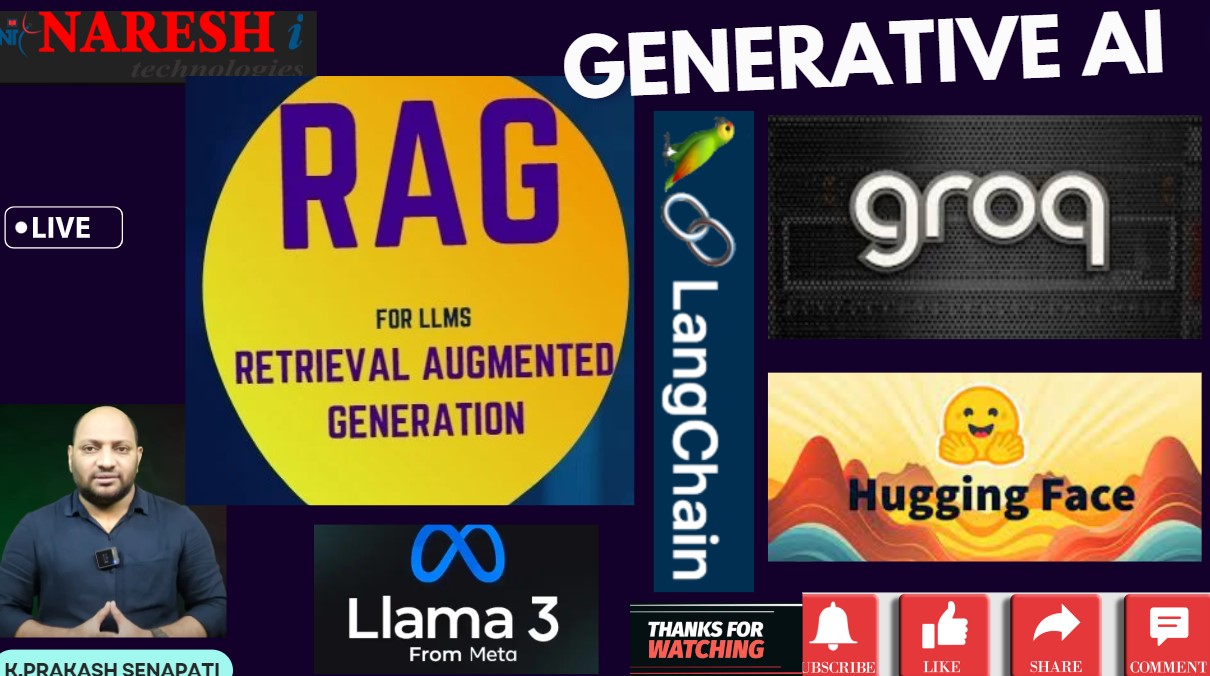 NARESH i
technologies
GENERATIVE AI
LIVE
RAG
FOR LLMS
RETRIEVAL AUGMENTED
GENERATION
LangChain
groq
Hugging Face
Llama 3
From Meta
K.PRAKASH SENAPATI
THANKS FOR
WATCHING
UBSCRIBE
LIKE
SHARE
COMMENT